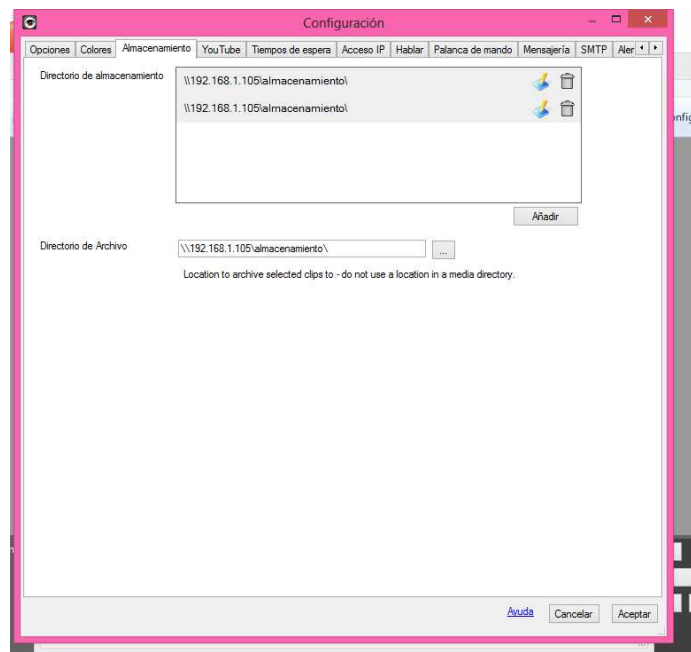 Configuración
Opciones Colores Almacenamiento YouTube Tiempos de espera Acceso IP Hablar Palanca de mando Mensajería SMTP Aler
Directorio de almacenamiento
\\192.168.1.105\almacenamiento\
\\192.168.1.105\almacenamiento\
Añadir
Directorio de Archivo
\\192.168.1.105\almacenamiento\
...
Location to archive selected clips to - do not use a location in a media directory.
Ayuda Cancelar Aceptar